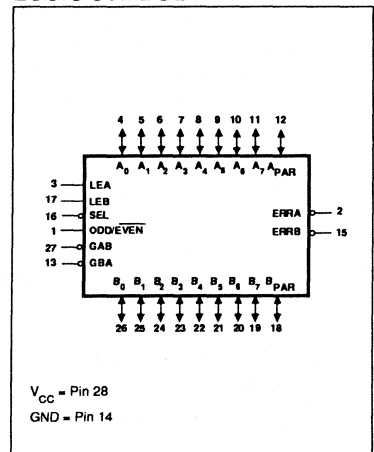 4 5 6 7 8 9 10 11 12
A0 A1 A2 A3 A4 A5 A6 A7 APAR
3 LEA
17 LEB
16 SEL
1 ODD/EVEN
27 GAB
13 GBA
ERRA 2
ERRB 15
B0 B1 B2 B3 B4 B5 B6 B7 BPAR
26 25 24 23 22 21 20 19 18
VCC = Pin 28
GND = Pin 14